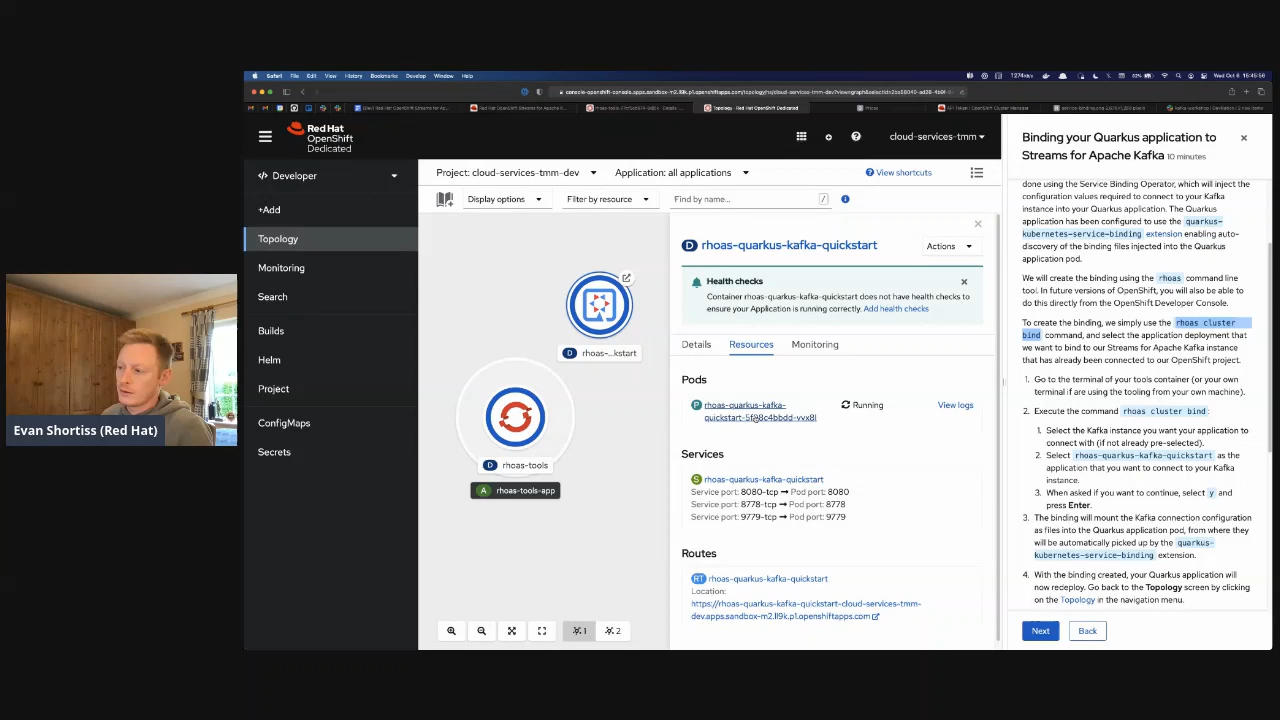 Safari File Edit View History Bookmarks Develop Window Help
Wed Oct 6
Red Hat
OpenShift
Dedicated
cloud-services-tmm
Developer
+Add
Topology
Monitoring
Search
Builds
Helm
Project
ConfigMaps
Secrets
Project: cloud-services-tmm-dev
Application: all applications
View shortcuts
Display options
Filter by resource
Find by name...
/
D rhoas-...kstart
D rhoas-tools
A rhoas-tools-app
1
2
D rhoas-quarkus-kafka-quickstart
Actions
Health checks
Container rhoas-quarkus-kafka-quickstart does not have health checks to
ensure your Application is running correctly. Add health checks
Details
Resources
Monitoring
Pods
P rhoas-quarkus-kafka-
Running
View logs
Services
S rhoas-quarkus-kafka-quickstart
Service port: 8080-tcp → Pod port: 8080
Service port: 8778-tcp → Pod port: 8778
Service port: 9779-tcp → Pod port: 9779
Routes
RT rhoas-quarkus-kafka-quickstart
Location:
https://rhoas-quarkus-kafka-quickstart-cloud-services-tmm-
Binding your Quarkus application to
Streams for Apache Kafka 10 minutes
done using the Service Binding Operator, which will inject the
configuration values required to connect to your Kafka
instance into your Quarkus application. The Quarkus
application has been configured to use the quarkus-
kubernetes-service-binding extension enabling auto-
discovery of the binding files injected into the Quarkus
application pod.
We will create the binding using the rhoas command line
tool. In future versions of OpenShift, you will also be able to
do this directly from the OpenShift Developer Console.
To create the binding, we simply use the rhoas cluster
bind command, and select the application deployment that
we want to bind to our Streams for Apache Kafka instance
that has already been connected to our OpenShift project.
1. Go to the terminal of your tools container (or your own
terminal if are using the tooling from your own machine).
2. Execute the command rhoas cluster bind:
1. Select the Kafka instance you want your application to
connect with (if not already pre-selected).
2. Select rhoas-quarkus-kafka-quickstart as the
application that you want to connect to your Kafka
instance.
3. When asked if you want to continue, select y and
press Enter.
3. The binding will mount the Kafka connection configuration
as files into the Quarkus application pod, from where they
will be automatically picked up by the quarkus-
kubernetes-service-binding extension.
4. With the binding created, your Quarkus application will
now redeploy. Go back to the Topology screen by clicking
on the Topology in the navigation menu.
Next
Back
Evan Shortiss (Red Hat)